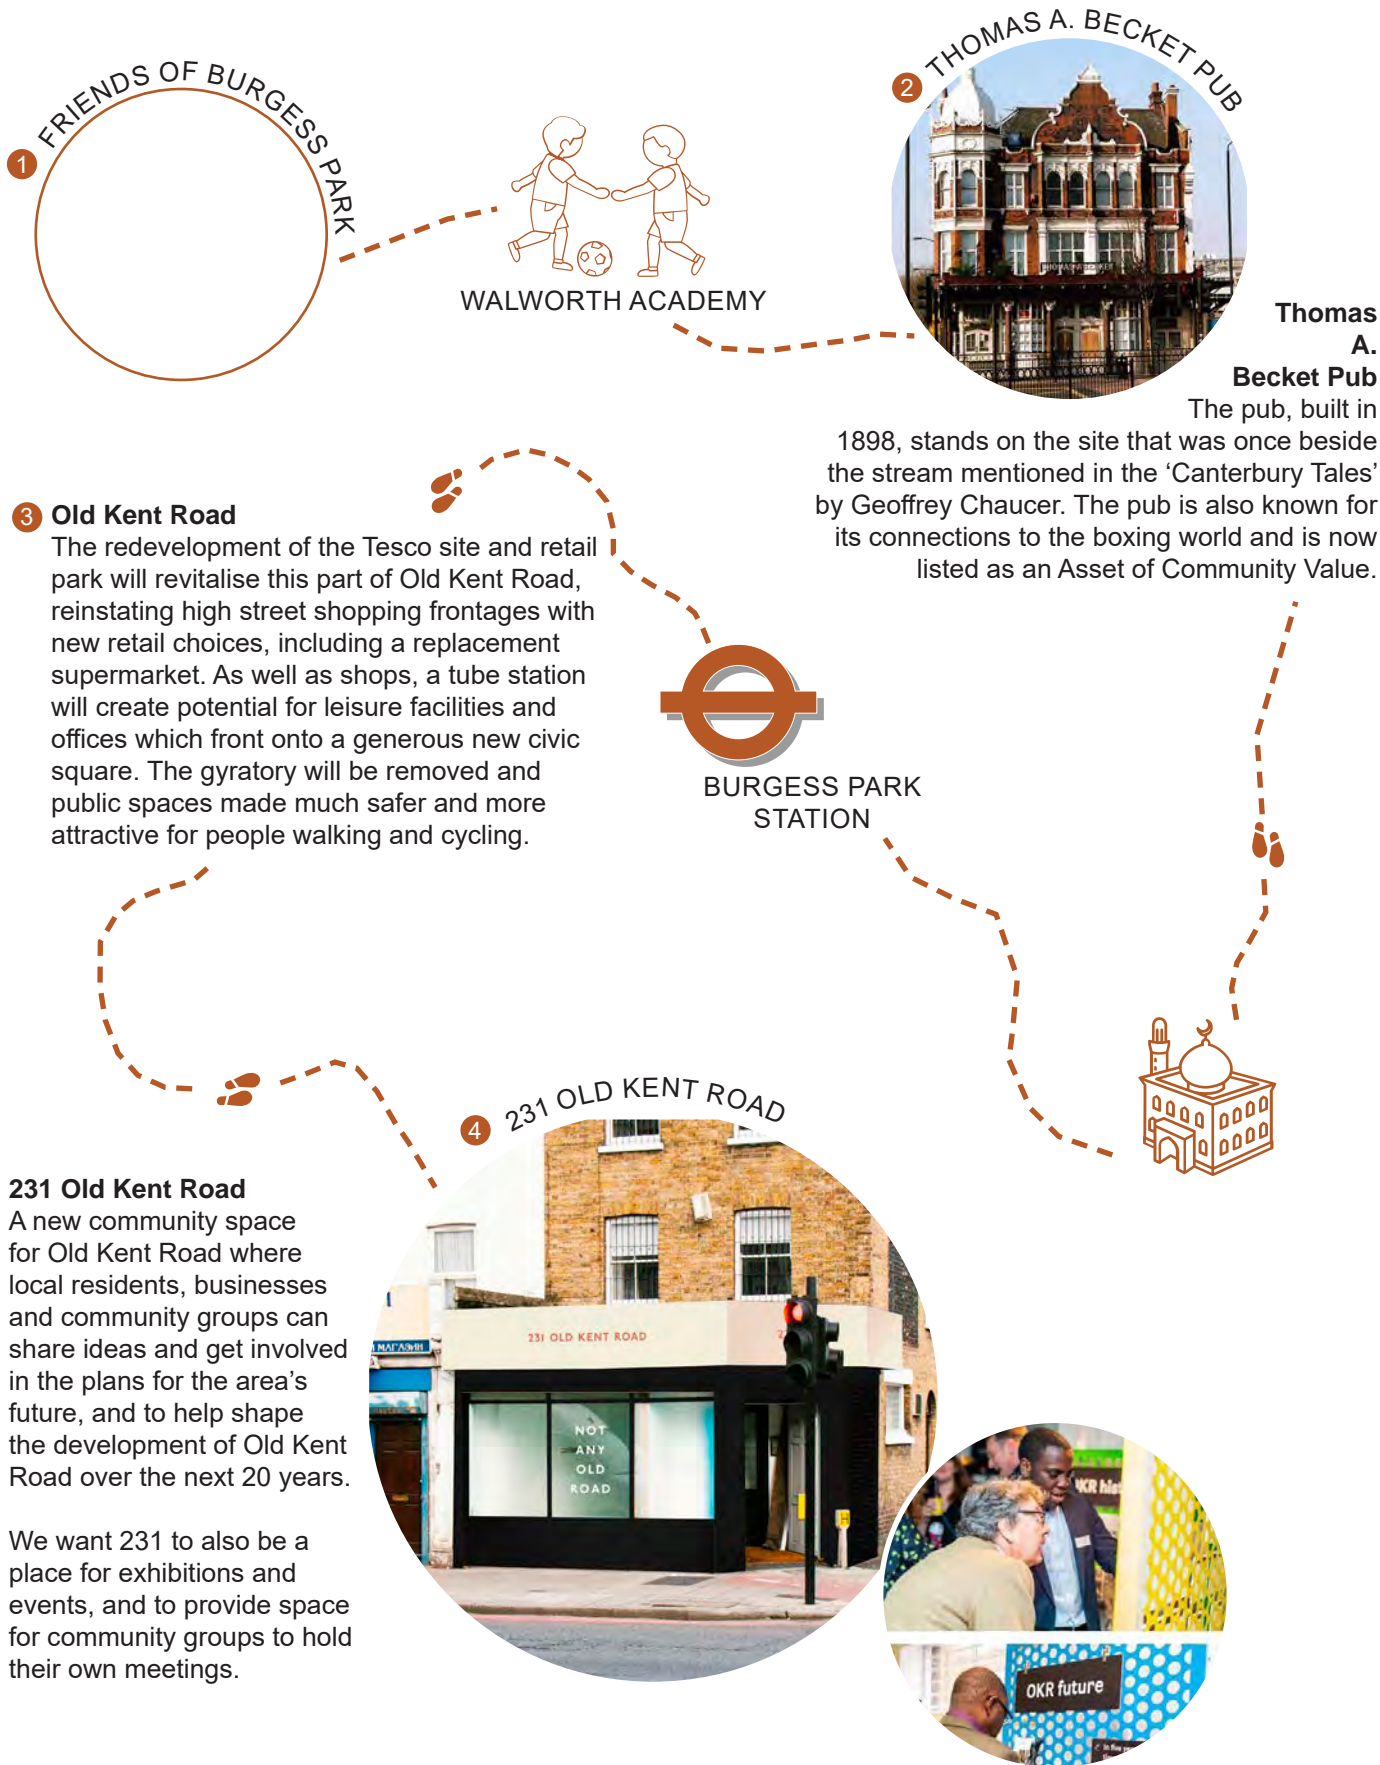 1 FRIENDS OF BURGESS PARK
WALWORTH ACADEMY
2 THOMAS A. BECKET PUB
THOMAS A BECKET
Thomas
A.
Becket Pub
The pub, built in
1898, stands on the site that was once beside
the stream mentioned in the ‘Canterbury Tales’
by Geoffrey Chaucer. The pub is also known for
its connections to the boxing world and is now
listed as an Asset of Community Value.
3 Old Kent Road
The redevelopment of the Tesco site and retail
park will revitalise this part of Old Kent Road,
reinstating high street shopping frontages with
new retail choices, including a replacement
supermarket. As well as shops, a tube station
will create potential for leisure facilities and
offices which front onto a generous new civic
square. The gyratory will be removed and
public spaces made much safer and more
attractive for people walking and cycling.
BURGESS PARK
STATION
4 231 OLD KENT ROAD
231 Old Kent Road
A new community space
for Old Kent Road where
local residents, businesses
and community groups can
share ideas and get involved
in the plans for the area’s
future, and to help shape
the development of Old Kent
Road over the next 20 years.
We want 231 to also be a
place for exhibitions and
events, and to provide space
for community groups to hold
their own meetings.
МАГАЗИН
231 OLD KENT ROAD
NOT
ANY
OLD
ROAD
H
OKR his
OKR future